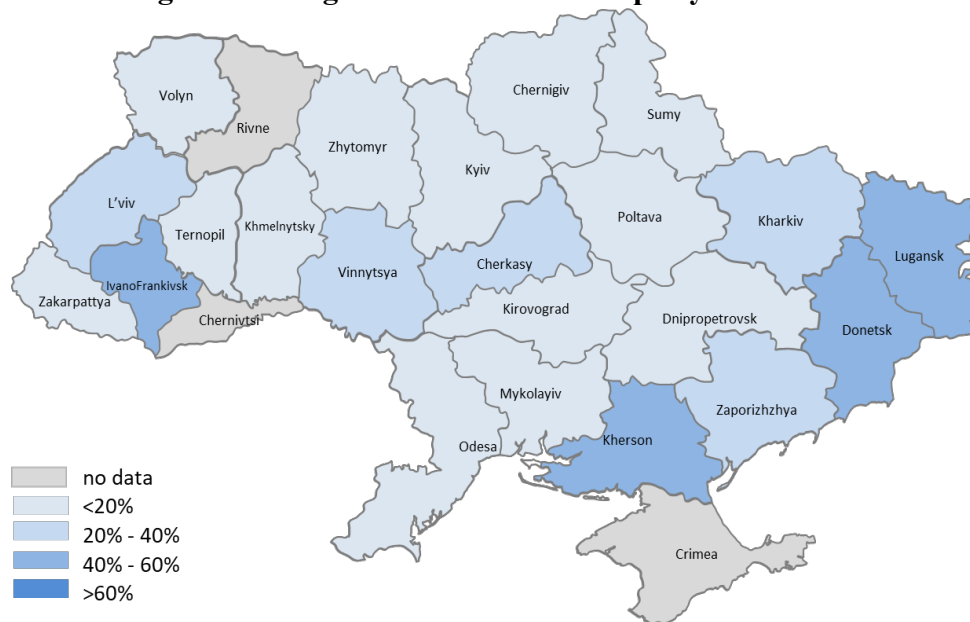 Volyn
Rivne
Chernigiv
Sumy
Zhytomyr
Kyiv
L'viv
Ternopil
Khmelnytsky
Poltava
Kharkiv
Lugansk
Vinnytsya
Cherkasy
IvanoFrankivsk
Zakarpattya
Chernivtsi
Kirovograd
Dnipropetrovsk
Donetsk
Mykolayiv
Zaporizhzhya
Odesa
Kherson
Crimea
no data
<20%
20% - 40%
40% - 60%
>60%